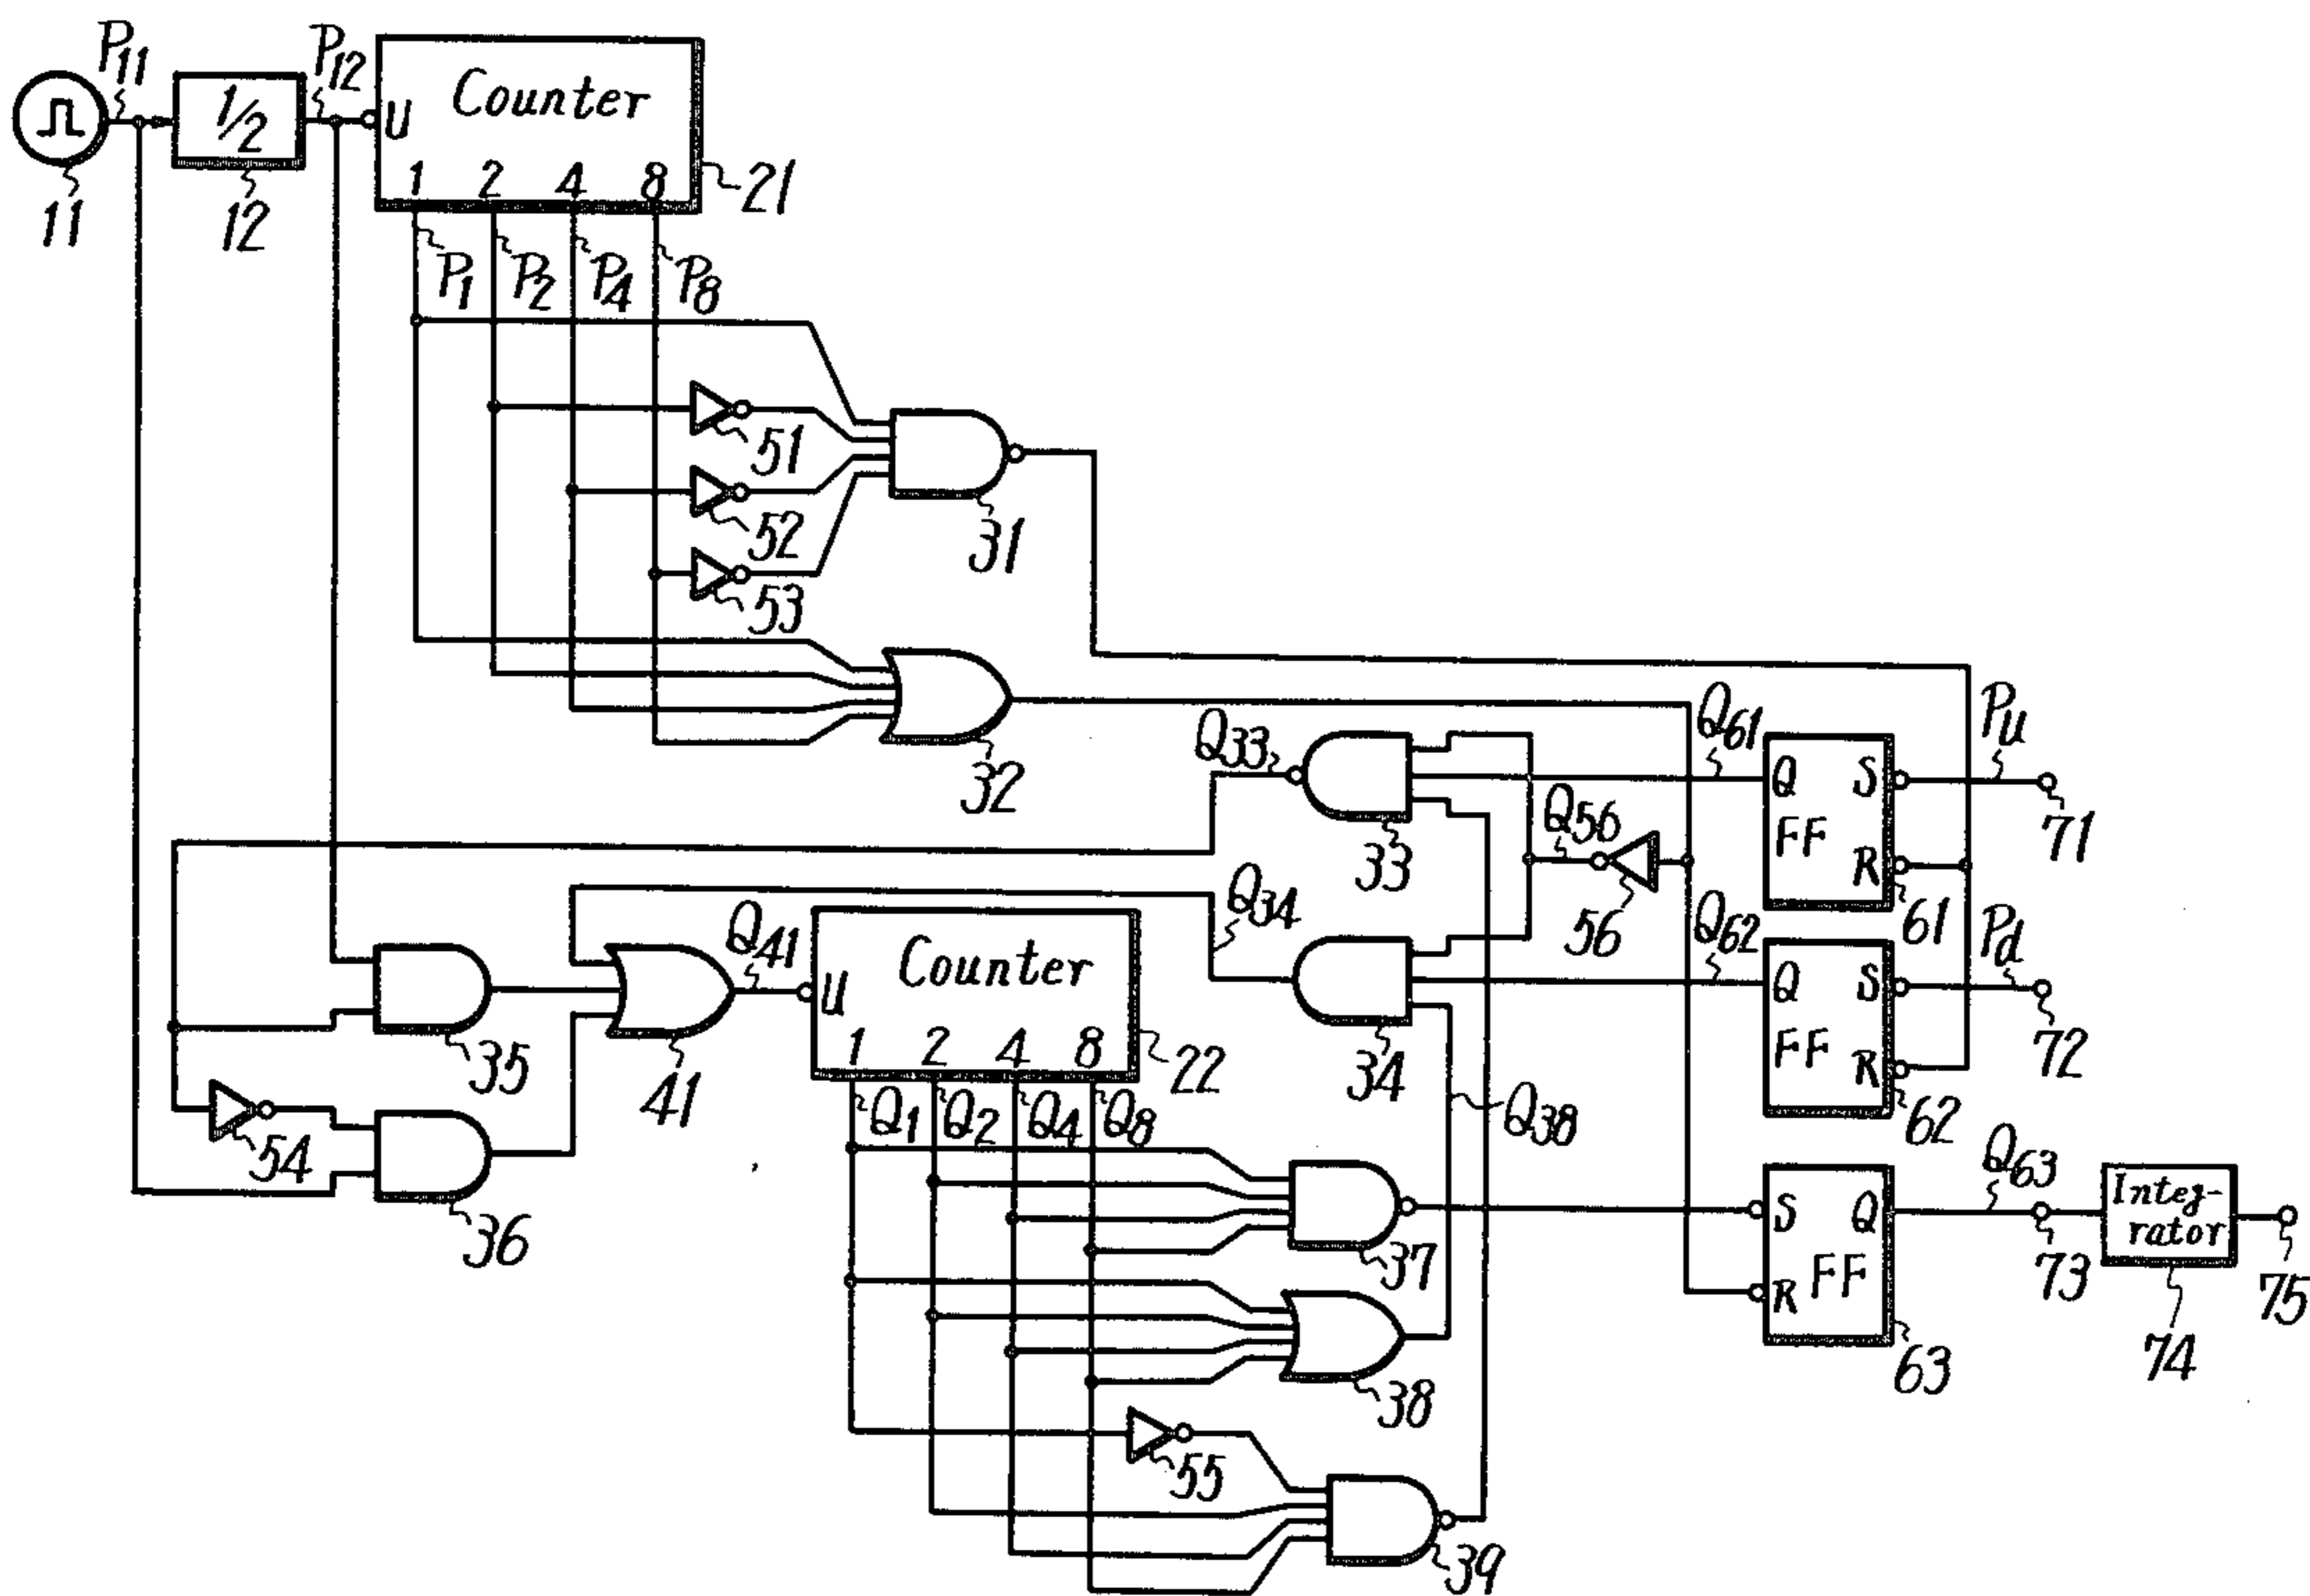 P11
P12
1/2
U
Counter
1 2 4 8
11
12
21
P1 P2 P4 P8
51
52
53
31
32
Q33
Q61
Pu
Q S
FF
R
71
33
Q56
56
61
Q34
Q62
Pd
Q S
FF
R
72
34
62
Q41
U
Counter
1 2 4 8
22
35
41
54
36
Q1 Q2 Q4 Q8
Q38
37
38
55
39
Q63
S Q
FF
R
63
73
Integ-
rator
74
75